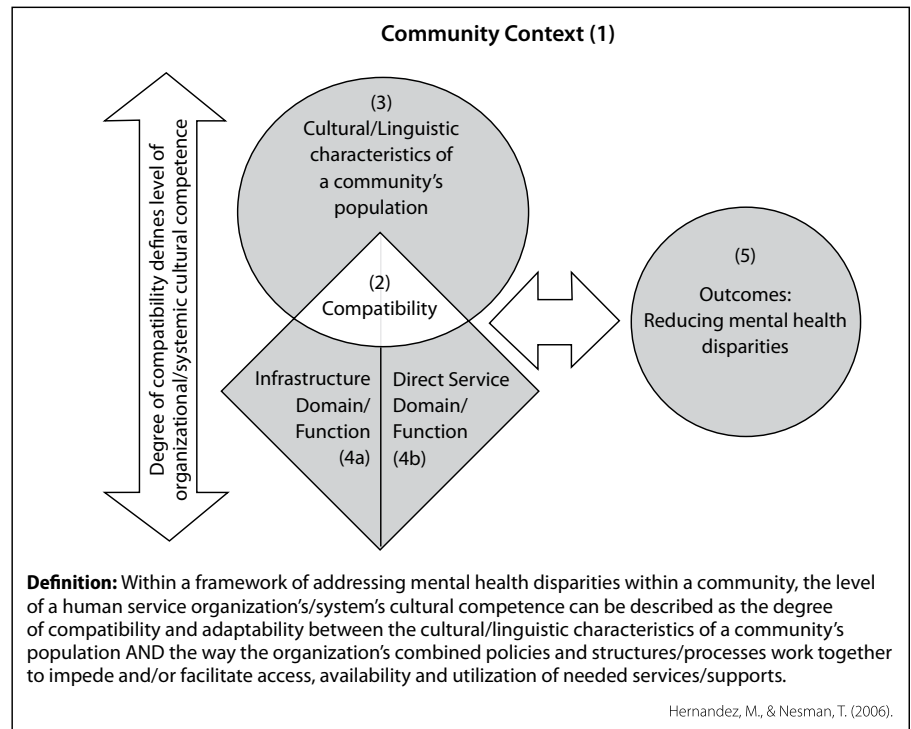 Community Context (1)
Degree of compatibility defines level of
organizational/systemic cultural competence
(3)
Cultural/Linguistic
characteristics of
a community’s
population
(2)
Compatibility
Infrastructure
Domain/
Function
(4a)
Direct Service
Domain/
Function
(4b)
(5)
Outcomes:
Reducing mental health
disparities
Definition: Within a framework of addressing mental health disparities within a community, the level
of a human service organization’s/system’s cultural competence can be described as the degree
of compatibility and adaptability between the cultural/linguistic characteristics of a community’s
population AND the way the organization’s combined policies and structures/processes work together
to impede and/or facilitate access, availability and utilization of needed services/supports.
Hernandez, M., & Nesman, T. (2006).